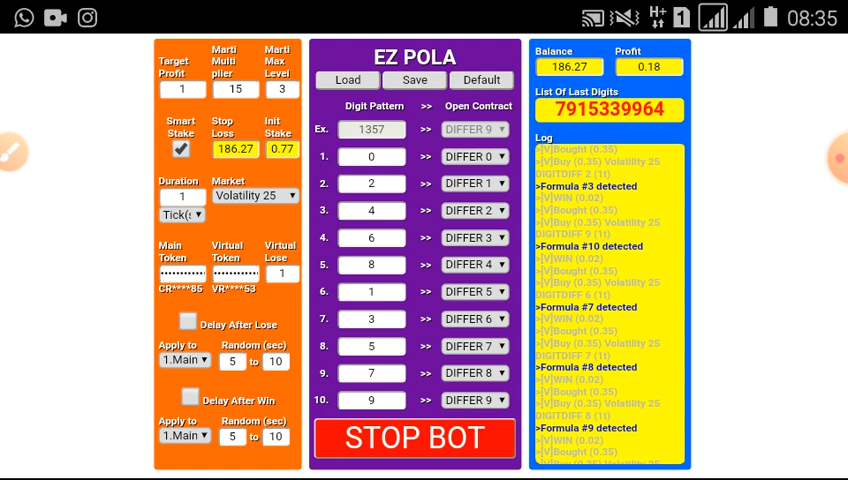 H+
1
08:35
Target
Profit
Marti
Multi
plier
Marti
Max
Level
1
15
3
Smart
Stake
Stop
Loss
Init
Stake
186.27
0.77
Duration
Market
1
Volatility 25
Tick(s
Main
Token
Virtual
Token
Virtual
Lose
1
CR****85
VR****53
Delay After Lose
Apply to
Random (sec)
1.Main
5
to
10
Delay After Win
Apply to
Random (sec)
1.Main
5
to
10
EZ POLA
Load
Save
Default
Digit Pattern >> Open Contract
Ex. 1357 >> DIFFER 9
1. 0 >> DIFFER 0
2. 2 >> DIFFER 1
3. 4 >> DIFFER 2
4. 6 >> DIFFER 3
5. 8 >> DIFFER 4
6. 1 >> DIFFER 5
7. 3 >> DIFFER 6
8. 5 >> DIFFER 7
9. 7 >> DIFFER 8
10. 9 >> DIFFER 9
STOP BOT
Balance
Profit
186.27
0.18
List Of Last Digits
7915339964
Log
>[V]Bought (0.35)
>[V]Buy (0.35) Volatility 25
DIGITDIFF 2 (1t)
>Formula #3 detected
>[V]WIN (0.02)
>[V]Bought (0.35)
>[V]Buy (0.35) Volatility 25
DIGITDIFF 9 (1t)
>Formula #10 detected
>[V]WIN (0.02)
>[V]Bought (0.35)
>[V]Buy (0.35) Volatility 25
DIGITDIFF 6 (1t)
>Formula #7 detected
>[V]WIN (0.02)
>[V]Bought (0.35)
>[V]Buy (0.35) Volatility 25
DIGITDIFF 7 (1t)
>Formula #8 detected
>[V]WIN (0.02)
>[V]Bought (0.35)
>[V]Buy (0.35) Volatility 25
DIGITDIFF 8 (1t)
>Formula #9 detected
>[V]WIN (0.02)
>[V]Bought (0.35)
>[V]Buy (0.35) Volatility 25